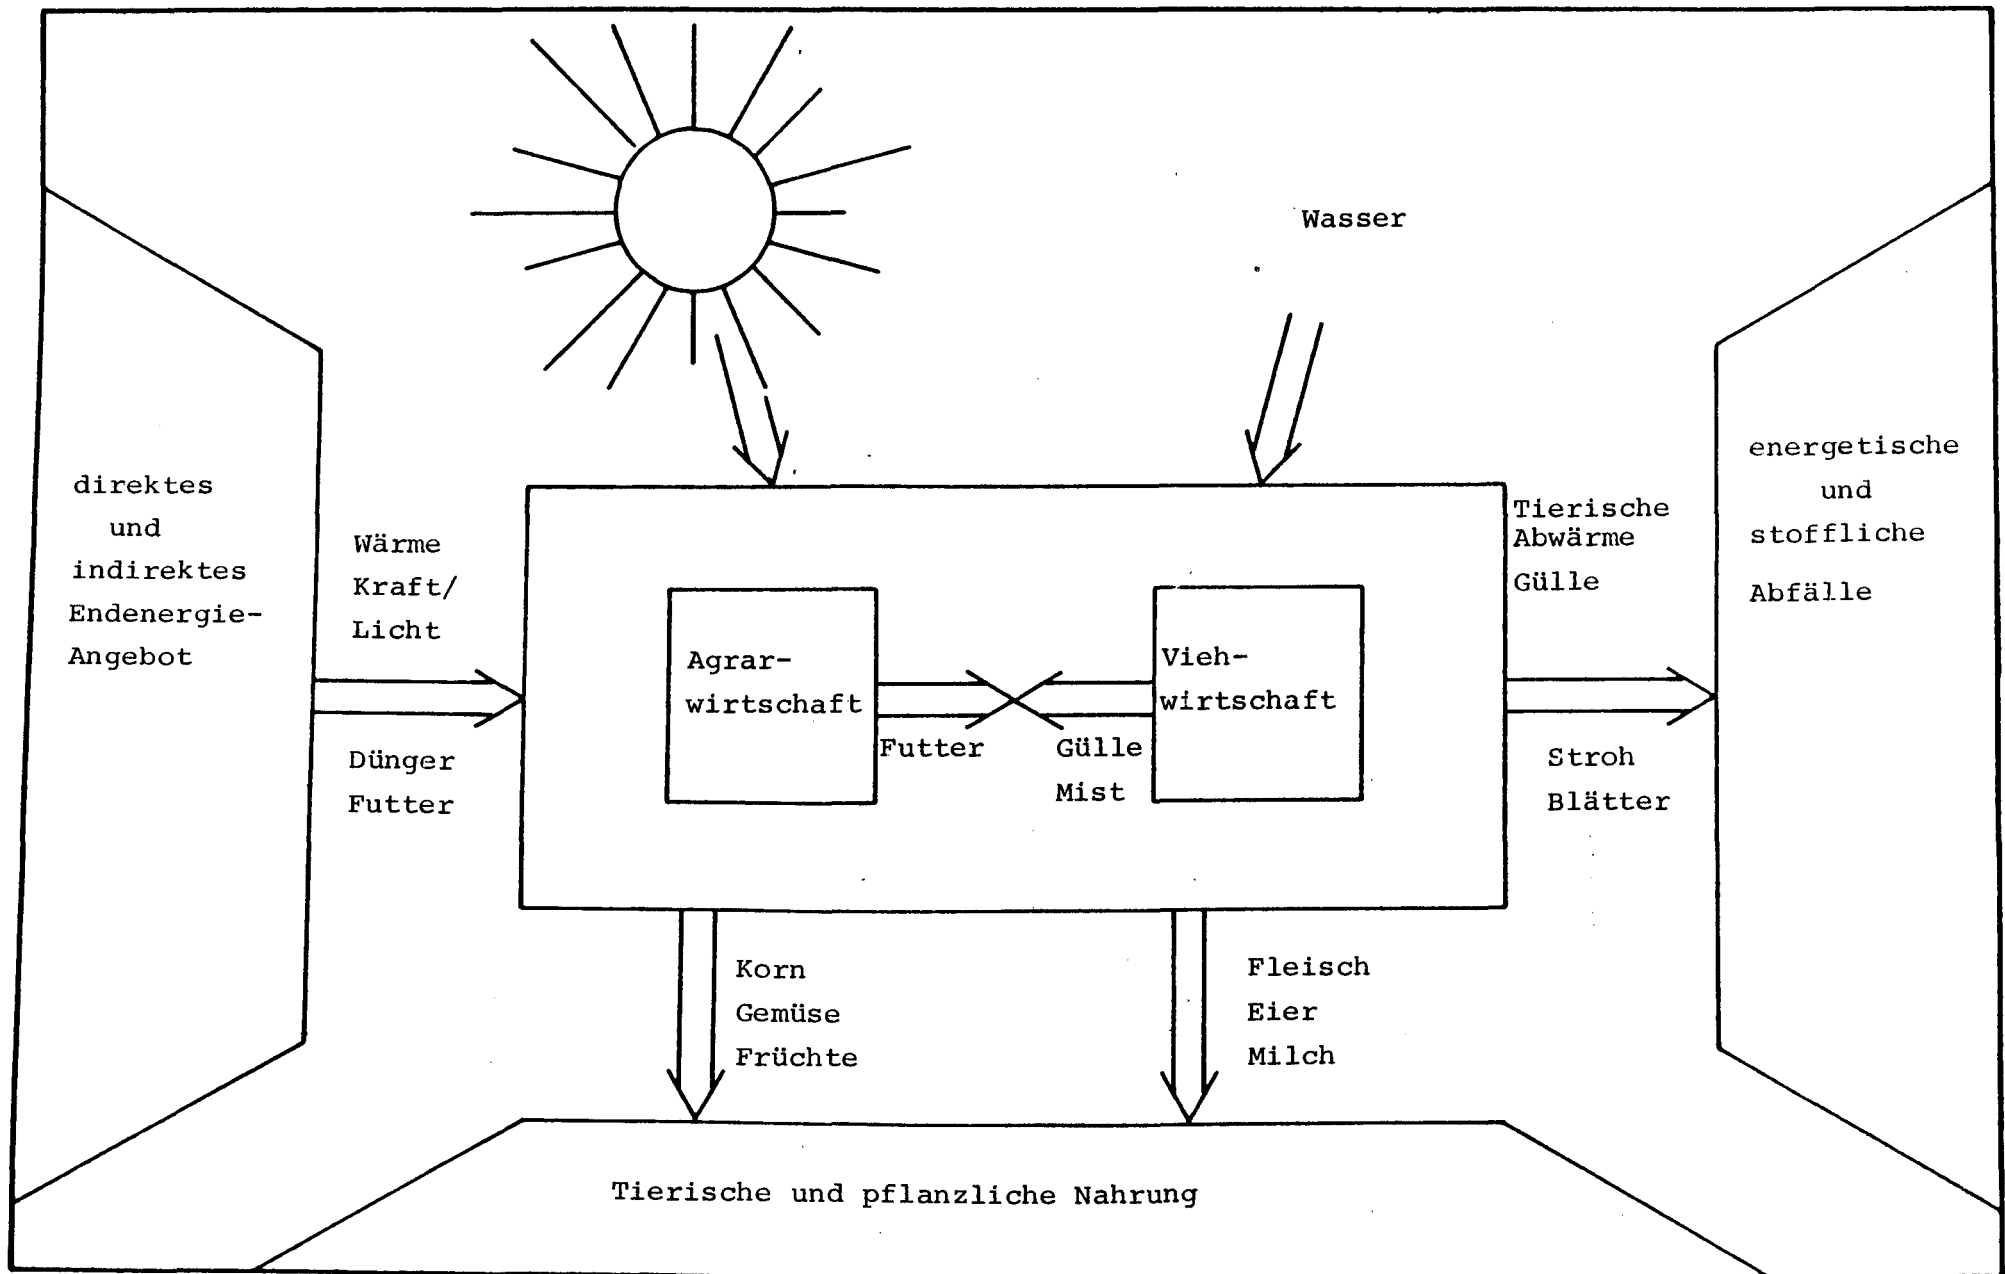 Wasser
direktes
und
indirektes
Endenergie-
Angebot
Wärme
Kraft/
Licht
Dünger
Futter
Agrar-
wirtschaft
Futter
Vieh-
wirtschaft
Gülle
Mist
Tierische
Abwärme
Gülle
Stroh
Blätter
energetische
und
stoffliche
Abfälle
Korn
Gemüse
Früchte
Fleisch
Eier
Milch
Tierische und pflanzliche Nahrung